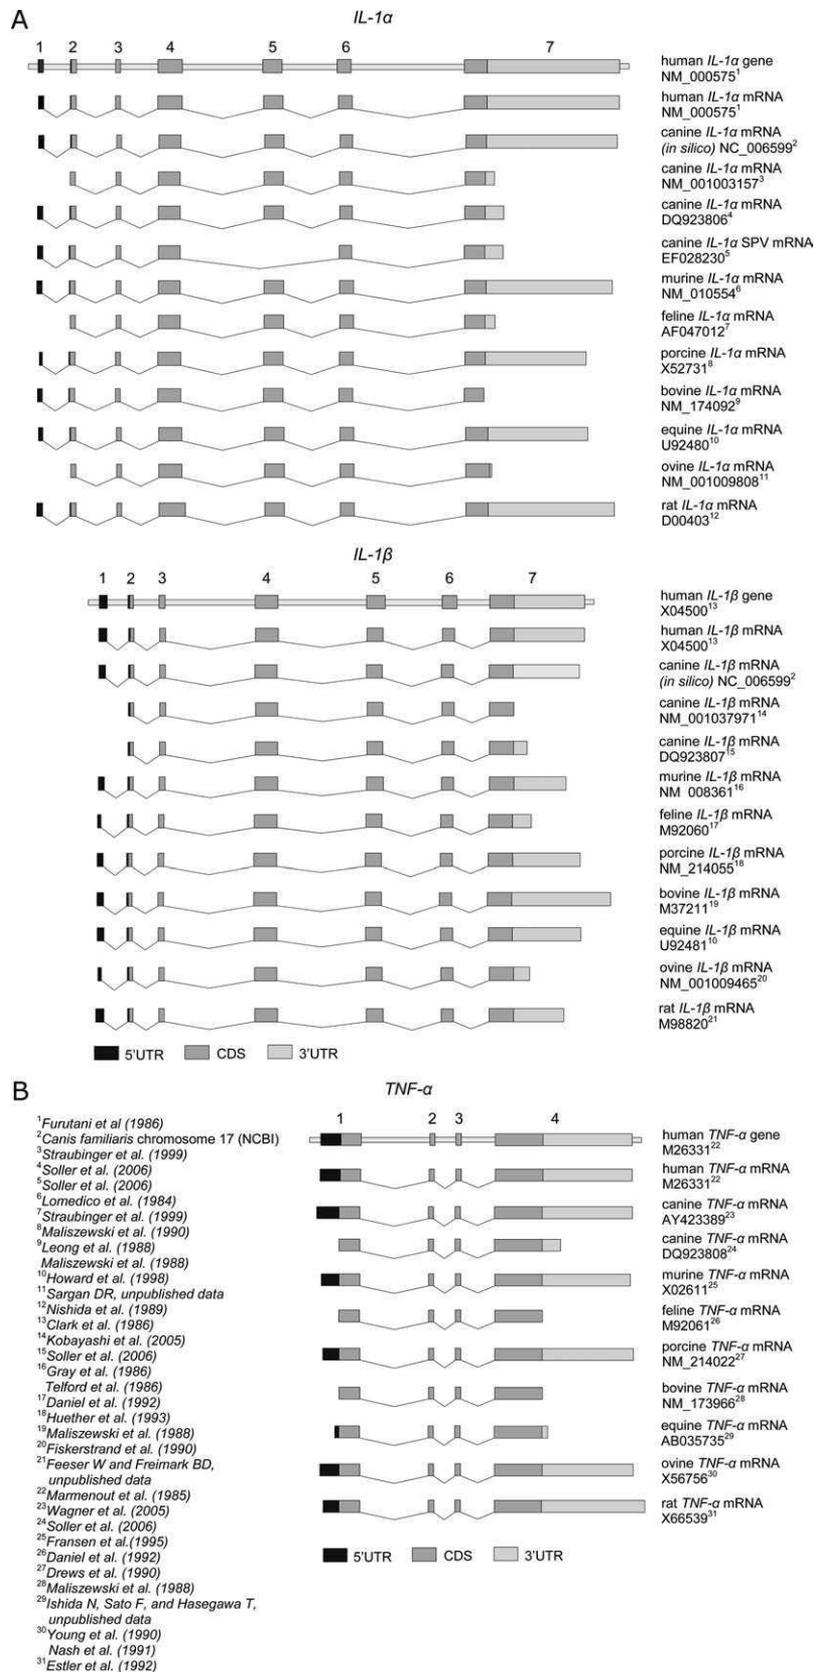 A
IL-1α
1 2 3 4 5 6 7
human IL-1α gene
NM_000575¹
human IL-1α mRNA
NM_000575¹
canine IL-1α mRNA
(in silico) NC_006599²
canine IL-1α mRNA
NM_001003157³
canine IL-1α mRNA
DQ923806⁴
canine IL-1α SPV mRNA
EF028230⁵
murine IL-1α mRNA
NM_010554⁶
feline IL-1α mRNA
AF047012⁷
porcine IL-1α mRNA
X52731⁸
bovine IL-1α mRNA
NM_174092⁹
equine IL-1α mRNA
U92480¹⁰
ovine IL-1α mRNA
NM_001009808¹¹
rat IL-1α mRNA
D00403¹²
IL-1β
1 2 3 4 5 6 7
human IL-1β gene
X04500¹³
human IL-1β mRNA
X04500¹³
canine IL-1β mRNA
(in silico) NC_006599²
canine IL-1β mRNA
NM_001037971¹⁴
canine IL-1β mRNA
DQ923807¹⁵
murine IL-1β mRNA
NM_008361¹⁶
feline IL-1β mRNA
M92060¹⁷
porcine IL-1β mRNA
NM_214055¹⁸
bovine IL-1β mRNA
M37211¹⁹
equine IL-1β mRNA
U92481¹⁰
ovine IL-1β mRNA
NM_001009465²⁰
rat IL-1β mRNA
M98820²¹
5'UTR CDS 3'UTR
B
TNF-α
1 2 3 4
human TNF-α gene
M26331²²
human TNF-α mRNA
M26331²²
canine TNF-α mRNA
AY423389²³
canine TNF-α mRNA
DQ923808²⁴
murine TNF-α mRNA
X02611²⁵
feline TNF-α mRNA
M92061²⁶
porcine TNF-α mRNA
NM_214022²⁷
bovine TNF-α mRNA
NM_173966²⁸
equine TNF-α mRNA
AB035735²⁹
ovine TNF-α mRNA
X56756³⁰
rat TNF-α mRNA
X66539³¹
5'UTR CDS 3'UTR
¹Furutani et al (1986)
²Canis familiaris chromosome 17 (NCBI)
³Straubinger et al. (1999)
⁴Soller et al. (2006)
⁵Soller et al. (2006)
⁶Lomedico et al. (1984)
⁷Straubinger et al. (1999)
⁸Maliszewski et al. (1990)
⁹Leong et al. (1988)
Maliszewski et al. (1988)
¹⁰Howard et al. (1998)
¹¹Sargan DR, unpublished data
¹²Nishida et al. (1989)
¹³Clark et al. (1986)
¹⁴Kobayashi et al. (2005)
¹⁵Soller et al. (2006)
¹⁶Gray et al. (1986)
Telford et al. (1986)
¹⁷Daniel et al. (1992)
¹⁸Huether et al. (1993)
¹⁹Maliszewski et al. (1988)
²⁰Fiskerstrand et al. (1990)
²¹Feeser W and Freimark BD,
unpublished data
²²Marmenout et al. (1985)
²³Wagner et al. (2005)
²⁴Soller et al. (2006)
²⁵Fransen et al.(1995)
²⁶Daniel et al. (1992)
²⁷Drews et al. (1990)
²⁸Maliszewski et al. (1988)
²⁹Ishida N, Sato F, and Hasegawa T,
unpublished data
³⁰Young et al. (1990)
Nash et al. (1991)
³¹Estler et al. (1992)